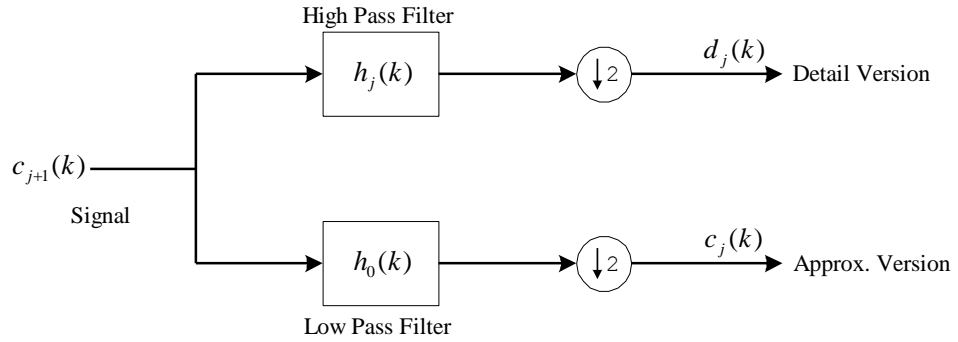 High Pass Filter
h_j(k)
↓2
d_j(k)
Detail Version
c_{j+1}(k)
Signal
h_0(k)
↓2
c_j(k)
Approx. Version
Low Pass Filter